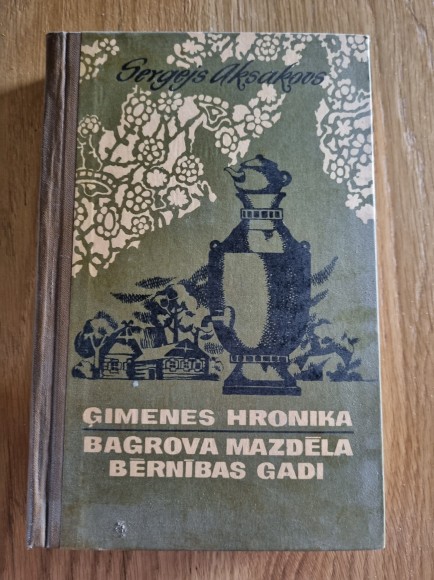 Sergejs Aksakovs
ĢIMENES HRONIKA
BAGROVA MAZDĒLA
BĒRNĪBAS GADI